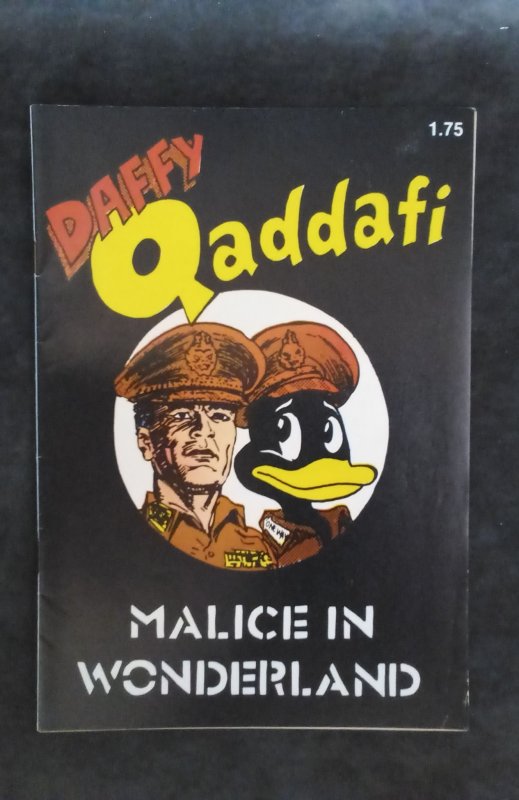 1.75
DAFFY
Qaddafi
MALICE IN
WONDERLAND